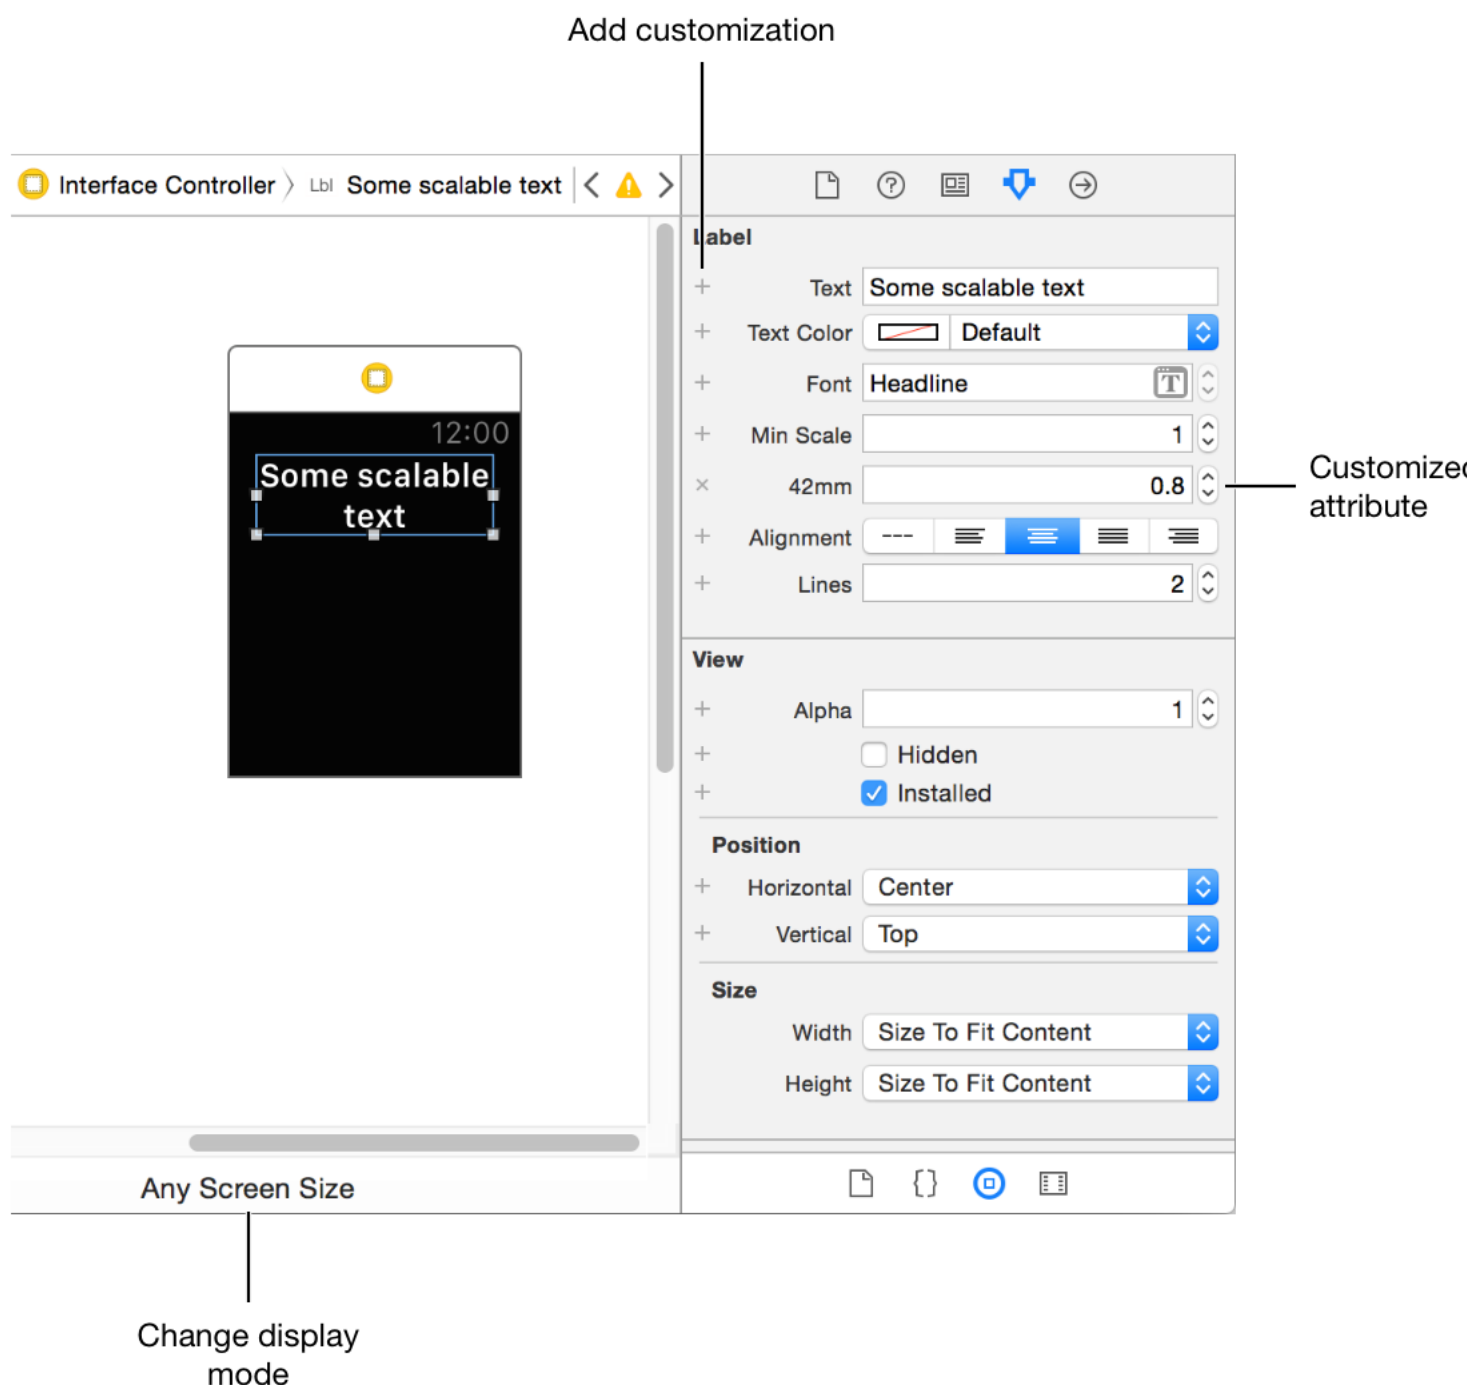 Add customization
Interface Controller Lbl Some scalable text
Label
Text Some scalable text
Text Color Default
Font Headline T
Min Scale 1
42mm 0.8
Customized
attribute
Alignment ---
Lines 2
12:00
Some scalable
text
View
Alpha 1
Hidden
Installed
Position
Horizontal Center
Vertical Top
Size
Width Size To Fit Content
Height Size To Fit Content
{}
Any Screen Size
Change display
mode